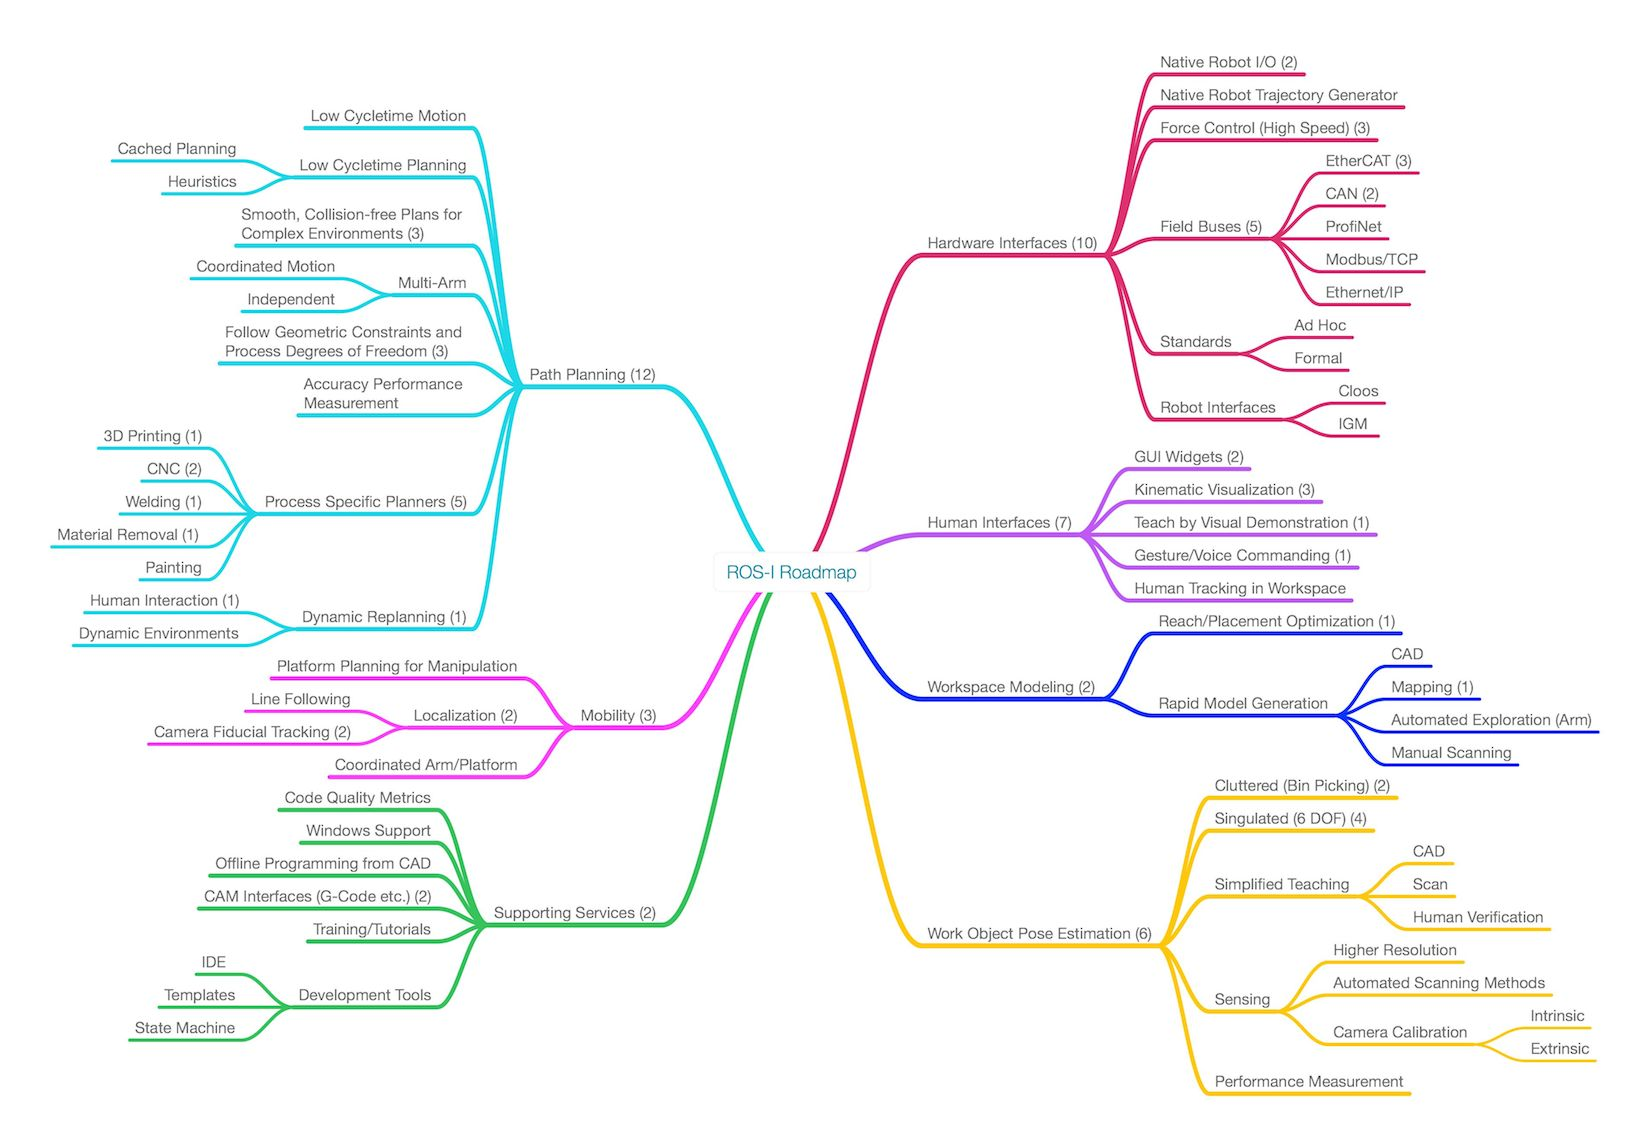 ROS-I Roadmap
Path Planning (12)
Low Cycletime Motion
Low Cycletime Planning
Cached Planning
Heuristics
Smooth, Collision-free Plans for
Complex Environments (3)
Multi-Arm
Coordinated Motion
Independent
Follow Geometric Constraints and
Process Degrees of Freedom (3)
Accuracy Performance
Measurement
Process Specific Planners (5)
3D Printing (1)
CNC (2)
Welding (1)
Material Removal (1)
Painting
Dynamic Replanning (1)
Human Interaction (1)
Dynamic Environments
Mobility (3)
Platform Planning for Manipulation
Localization (2)
Line Following
Camera Fiducial Tracking (2)
Coordinated Arm/Platform
Supporting Services (2)
Code Quality Metrics
Windows Support
Offline Programming from CAD
CAM Interfaces (G-Code etc.) (2)
Training/Tutorials
Development Tools
IDE
Templates
State Machine
Hardware Interfaces (10)
Native Robot I/O (2)
Native Robot Trajectory Generator
Force Control (High Speed) (3)
Field Buses (5)
EtherCAT (3)
CAN (2)
ProfiNet
Modbus/TCP
Ethernet/IP
Standards
Ad Hoc
Formal
Robot Interfaces
Cloos
IGM
Human Interfaces (7)
GUI Widgets (2)
Kinematic Visualization (3)
Teach by Visual Demonstration (1)
Gesture/Voice Commanding (1)
Human Tracking in Workspace
Workspace Modeling (2)
Reach/Placement Optimization (1)
Rapid Model Generation
CAD
Mapping (1)
Automated Exploration (Arm)
Manual Scanning
Work Object Pose Estimation (6)
Cluttered (Bin Picking) (2)
Singulated (6 DOF) (4)
Simplified Teaching
CAD
Scan
Human Verification
Sensing
Higher Resolution
Automated Scanning Methods
Camera Calibration
Intrinsic
Extrinsic
Performance Measurement